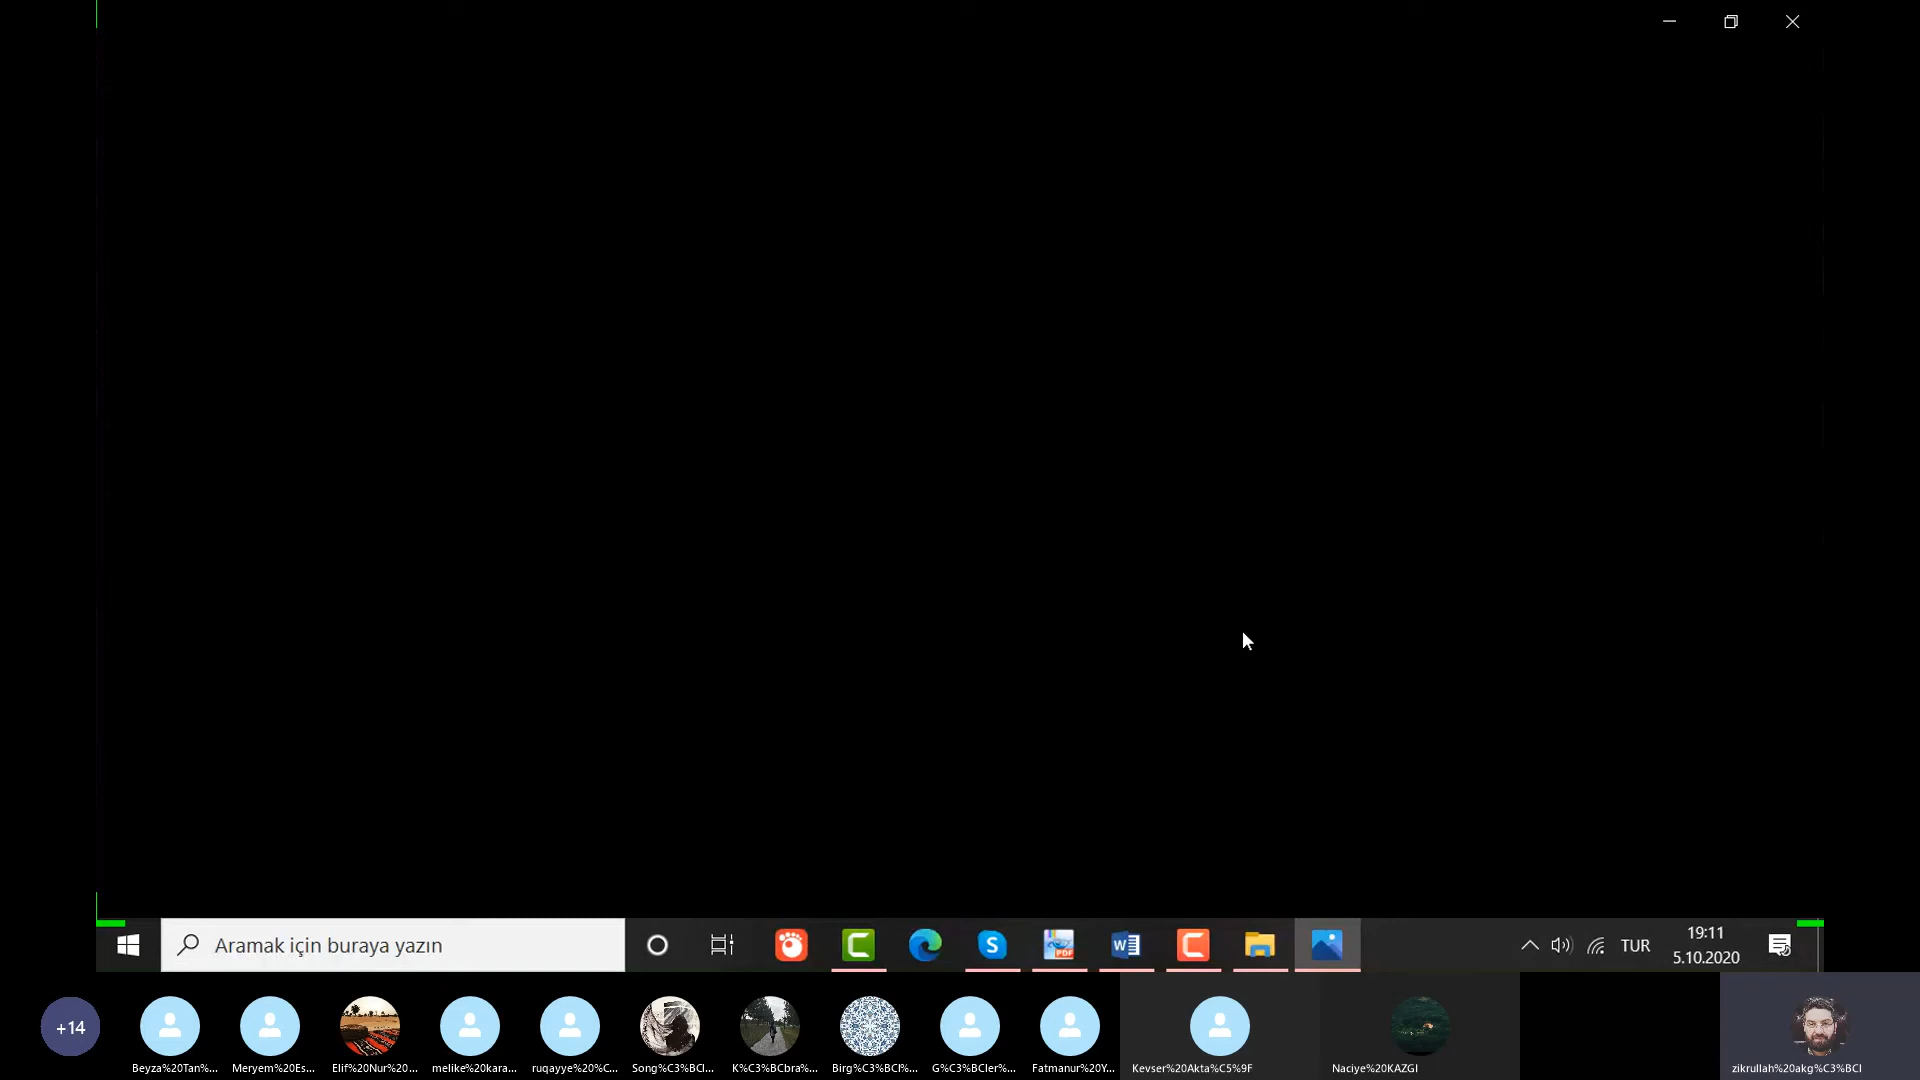 Aramak için buraya yazın
TUR
19:11
5.10.2020
+14
Beyza%20Tan%...
Meryem%20Es...
Elif%20Nur%20...
melike%20kara...
ruqayye%20%C...
Song%C3%BCl...
K%C3%BCbra%...
Birg%C3%BCl%...
G%C3%BCler%...
Fatmanur%20Y...
Kevser%20Akta%C5%9F
Naciye%20KAZGI
zikrullah%20akg%C3%BCl